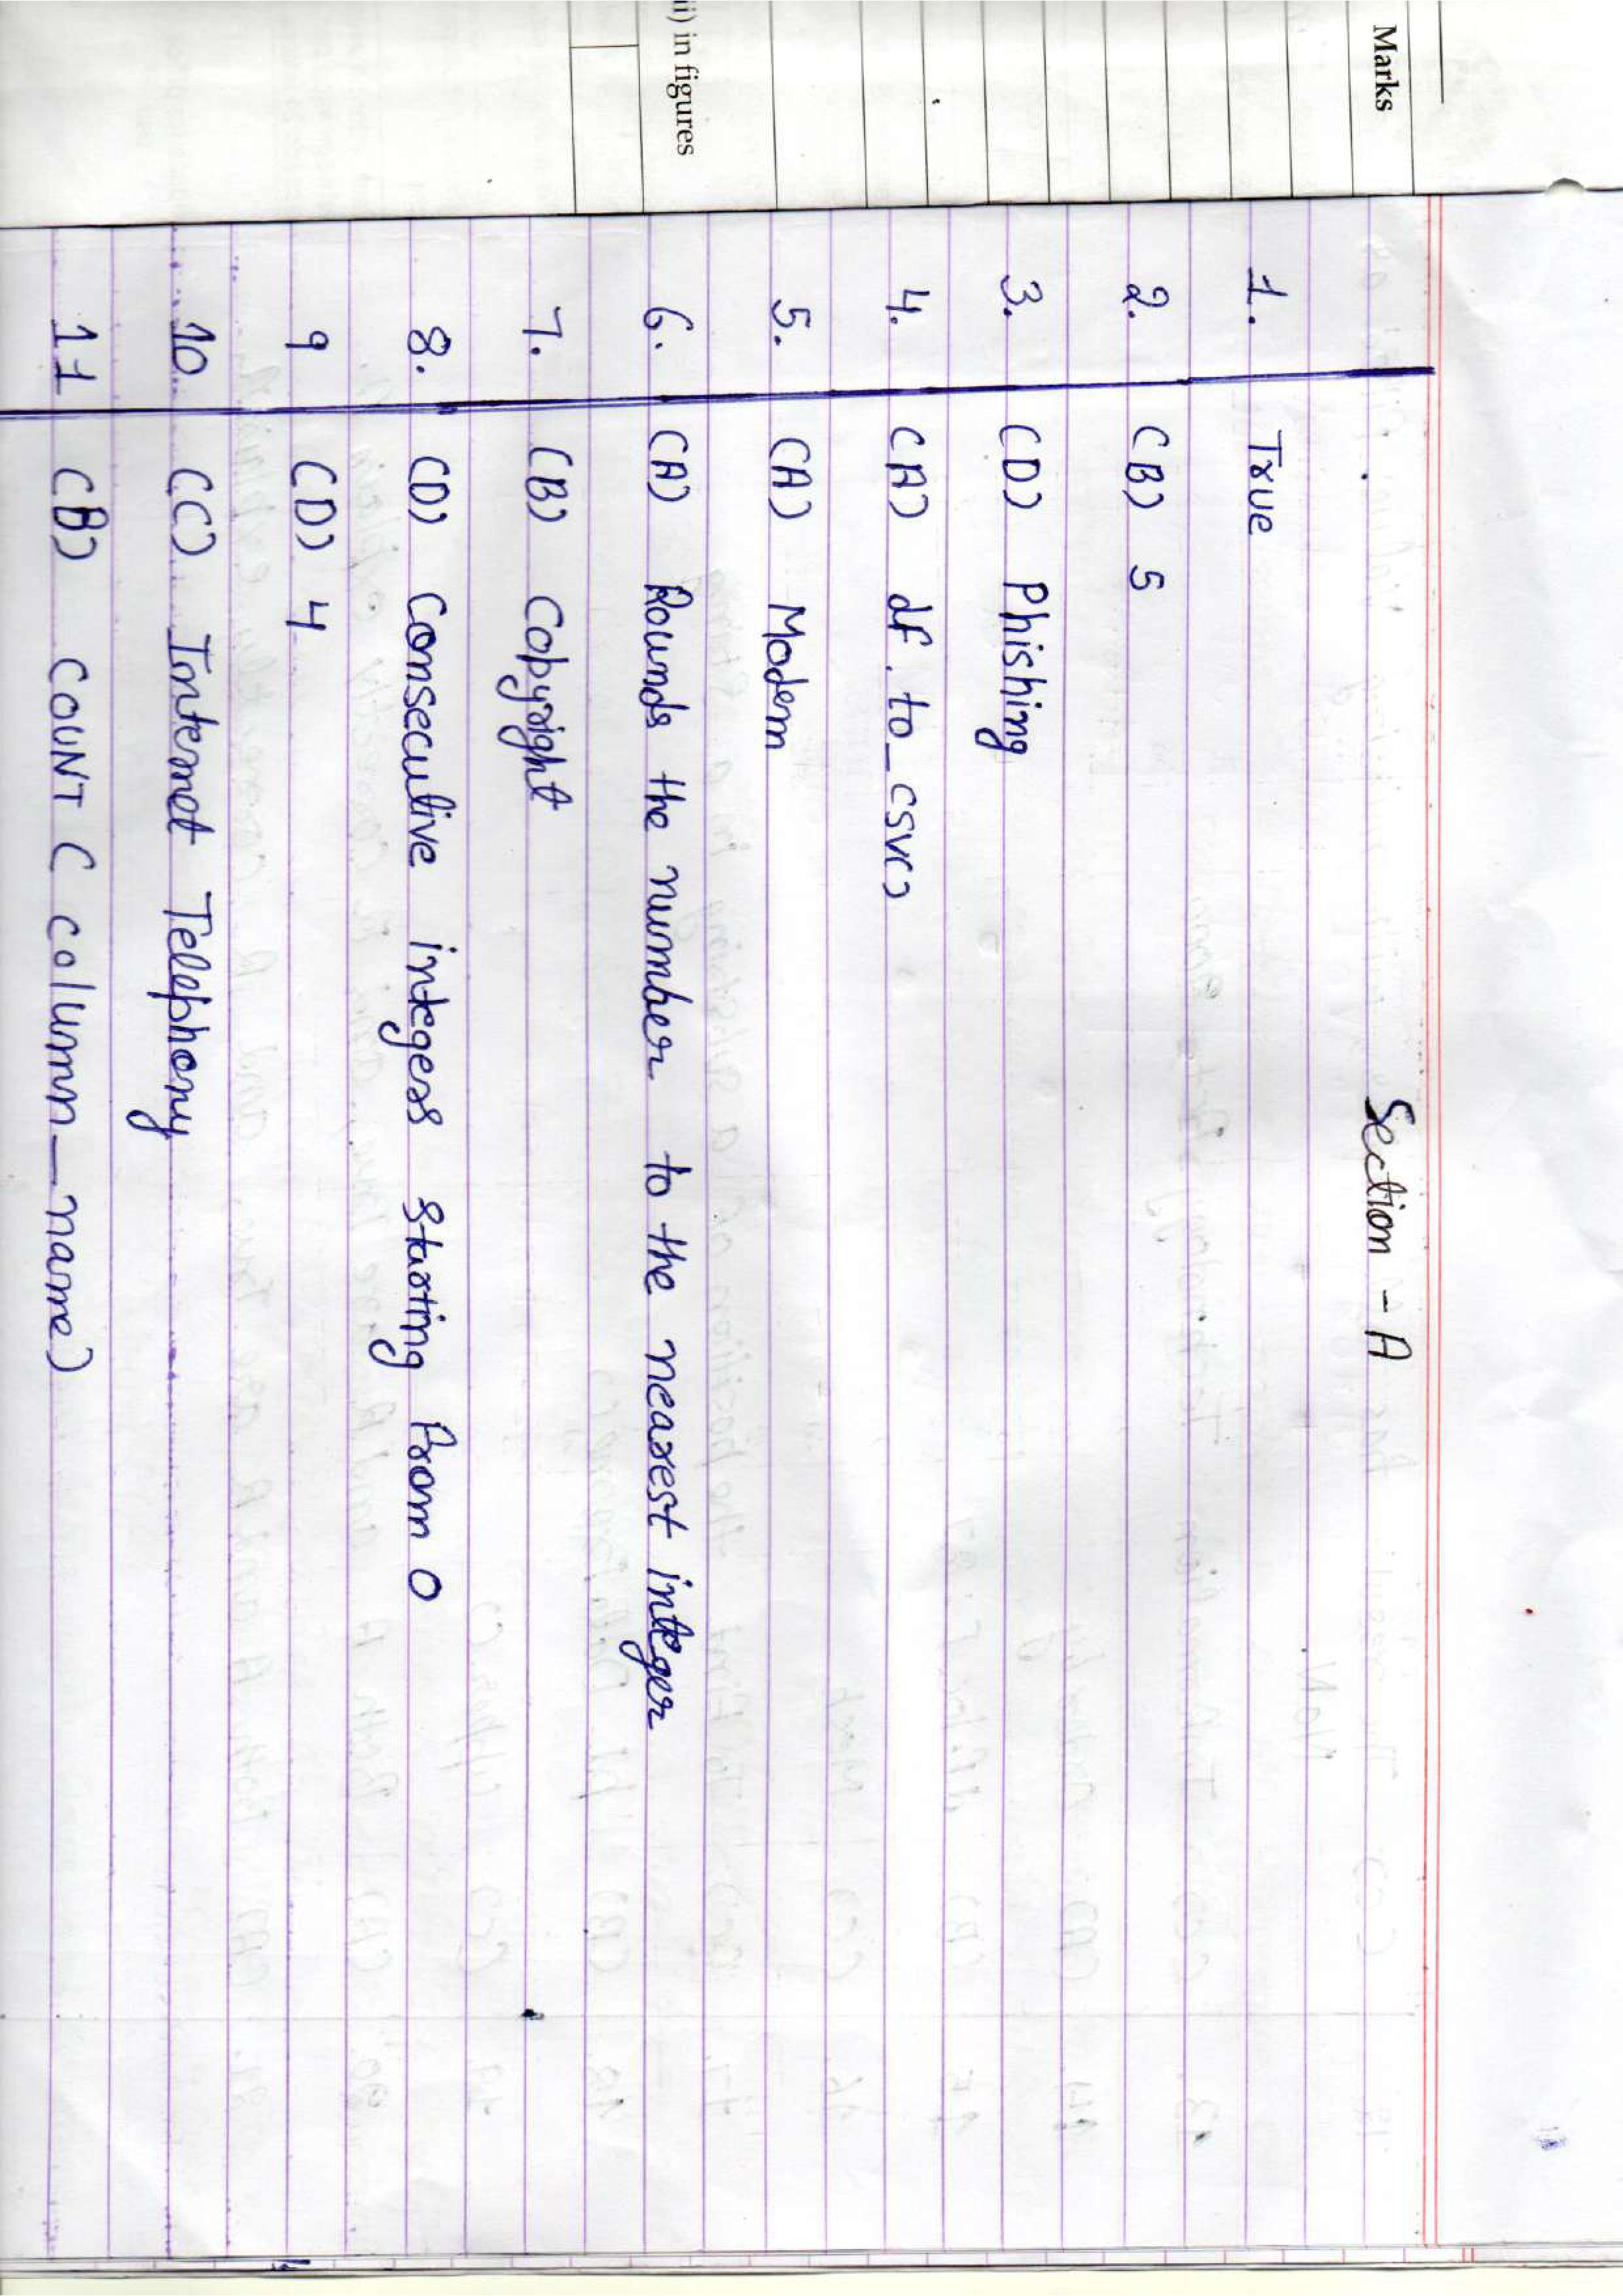 Marks
ii) in figures
Section - A
1. True
2. (B) 5
3. (D) Phishing
4. (A) df. to_csv()
5. (A) Modem
6. (A) Rounds the number to the nearest integer
7. (B) Copyright
8. (D) Consecutive integers starting from 0
9 (D) 4
10 (C) Internet Telephony
11 (B) COUNT ( column_name)